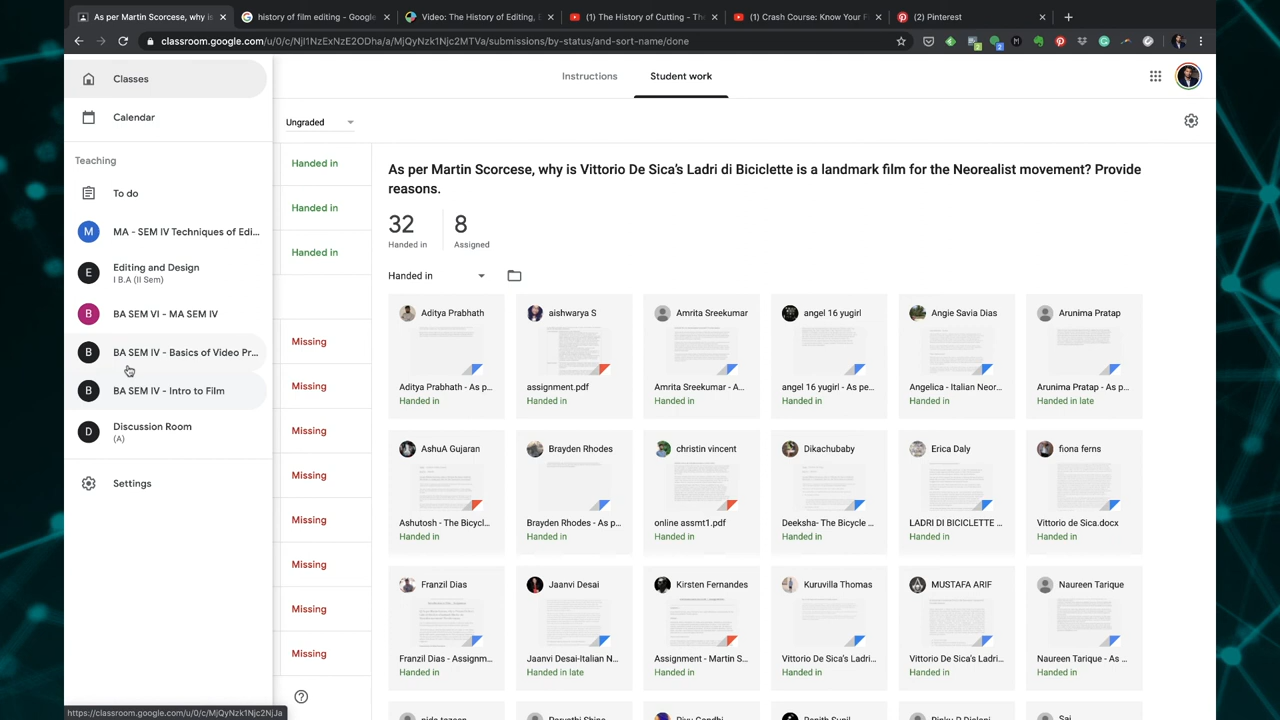 As per Martin Scorcese, why is
history of film editing - Google
Video: The History of Editing, E
(1) The History of Cutting - The
(1) Crash Course: Know Your F
(2) Pinterest
classroom.google.com/u/0/c/NjI1NzExNzE2ODha/a/MjQyNzk1Njc2MTVa/submissions/by-status/and-sort-name/done
Classes
Calendar
Teaching
To do
M
MA - SEM IV Techniques of Edi...
E
Editing and Design
I B.A (II Sem)
B
BA SEM VI - MA SEM IV
B
BA SEM IV - Basics of Video Pr...
B
BA SEM IV - Intro to Film
D
Discussion Room
(A)
Settings
https://classroom.google.com/u/0/c/MjQyNzk1Njc2NjJa
Instructions
Student work
Ungraded
Handed in
Handed in
Handed in
Missing
Missing
Missing
Missing
Missing
Missing
Missing
Missing
As per Martin Scorcese, why is Vittorio De Sica's Ladri di Biciclette is a landmark film for the Neorealist movement? Provide
reasons.
32
Handed in
8
Assigned
Handed in
Aditya Prabhath
aishwarya S
Amrita Sreekumar
angel 16 yugirl
Angie Savia Dias
Arunima Pratap
Aditya Prabhath - As p...
assignment.pdf
Amrita Sreekumar - A...
angel 16 yugirl - As pe...
Angelica - Italian Neor...
Arunima Pratap - As p...
Handed in
Handed in
Handed in
Handed in
Handed in
Handed in late
AshuA Gujaran
Brayden Rhodes
christin vincent
Dikachubaby
Erica Daly
fiona ferns
Ashutosh - The Bicycl...
Brayden Rhodes - As p...
online assmt1.pdf
Deeksha- The Bicycle ...
LADRI DI BICICLETTE ...
Vittorio de Sica.docx
Handed in
Handed in
Handed in
Handed in
Handed in
Handed in
Franzil Dias
Jaanvi Desai
Kirsten Fernandes
Kuruvilla Thomas
MUSTAFA ARIF
Naureen Tarique
Franzil Dias - Assignm...
Jaanvi Desai-Italian N...
Assignment - Martin S...
Vittorio De Sica's Ladri...
Vittorio De Sica's Ladri...
Naureen Tarique - As ...
Handed in
Handed in late
Handed in
Handed in
Handed in
Handed in